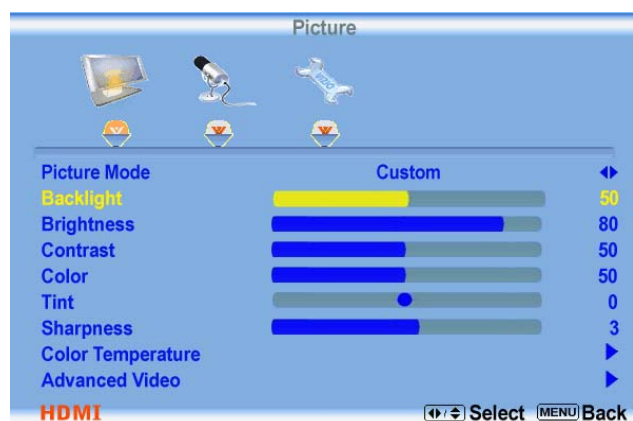 Picture
VIZIO
Picture Mode Custom
Backlight 50
Brightness 80
Contrast 50
Color 50
Tint 0
Sharpness 3
Color Temperature
Advanced Video
HDMI Select MENU Back